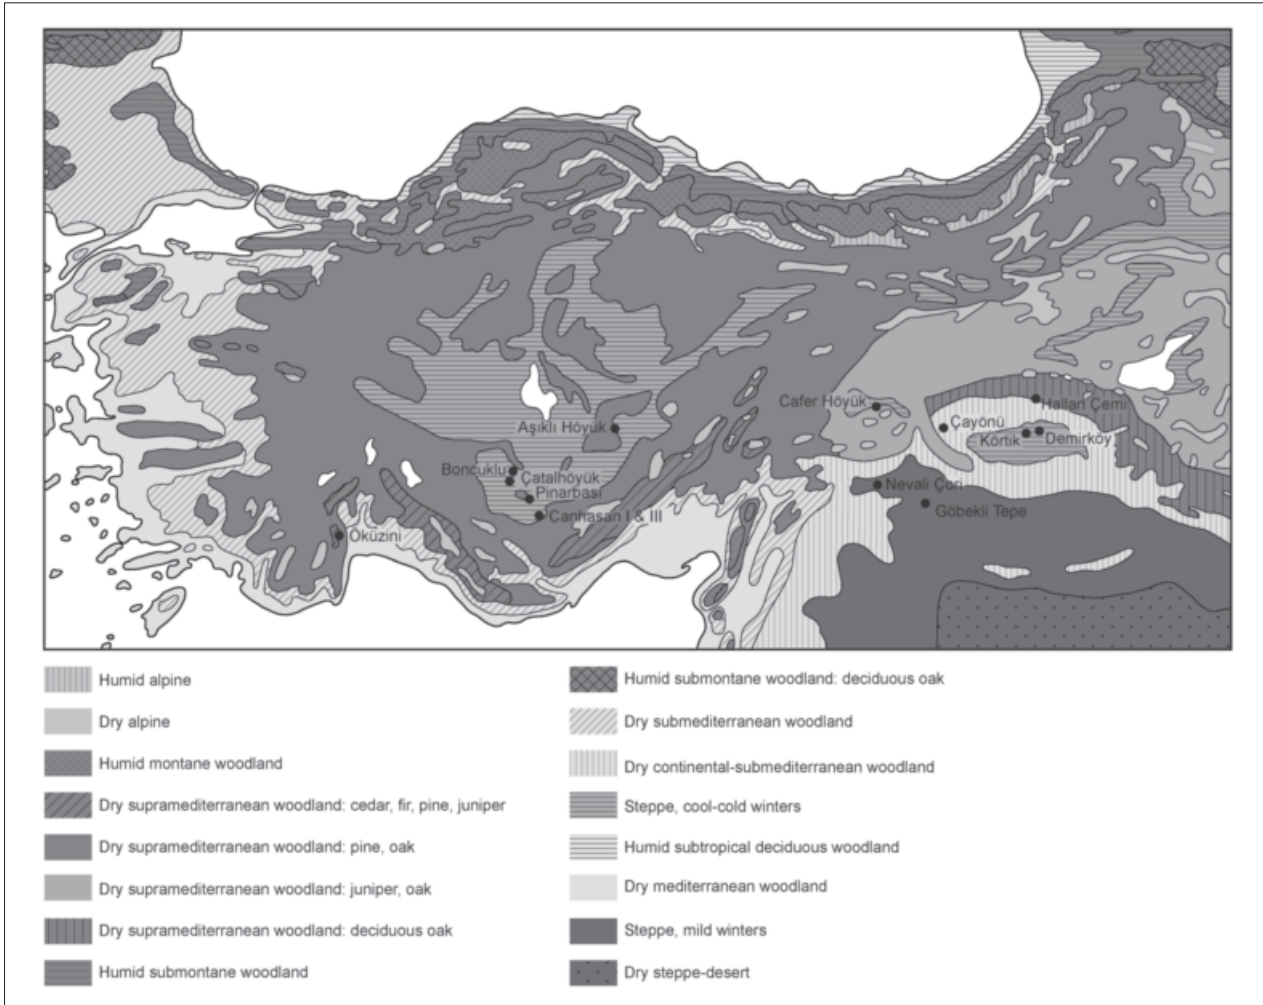 Cafer Höyük
Hallan Çemi
Çayönü
Aşıklı Höyük
Körtik
Demirköy
Boncuklu
Çatalhöyük
Nevali Çori
Pinarbaşı
Göbekli Tepe
Canhasan I & III
Öküzini
Humid alpine
Dry alpine
Humid montane woodland
Dry supramediterranean woodland: cedar, fir, pine, juniper
Dry supramediterranean woodland: pine, oak
Dry supramediterranean woodland: juniper, oak
Dry supramediterranean woodland: deciduous oak
Humid submontane woodland
Humid submontane woodland: deciduous oak
Dry submediterranean woodland
Dry continental-submediterranean woodland
Steppe, cool-cold winters
Humid subtropical deciduous woodland
Dry mediterranean woodland
Steppe, mild winters
Dry steppe-desert